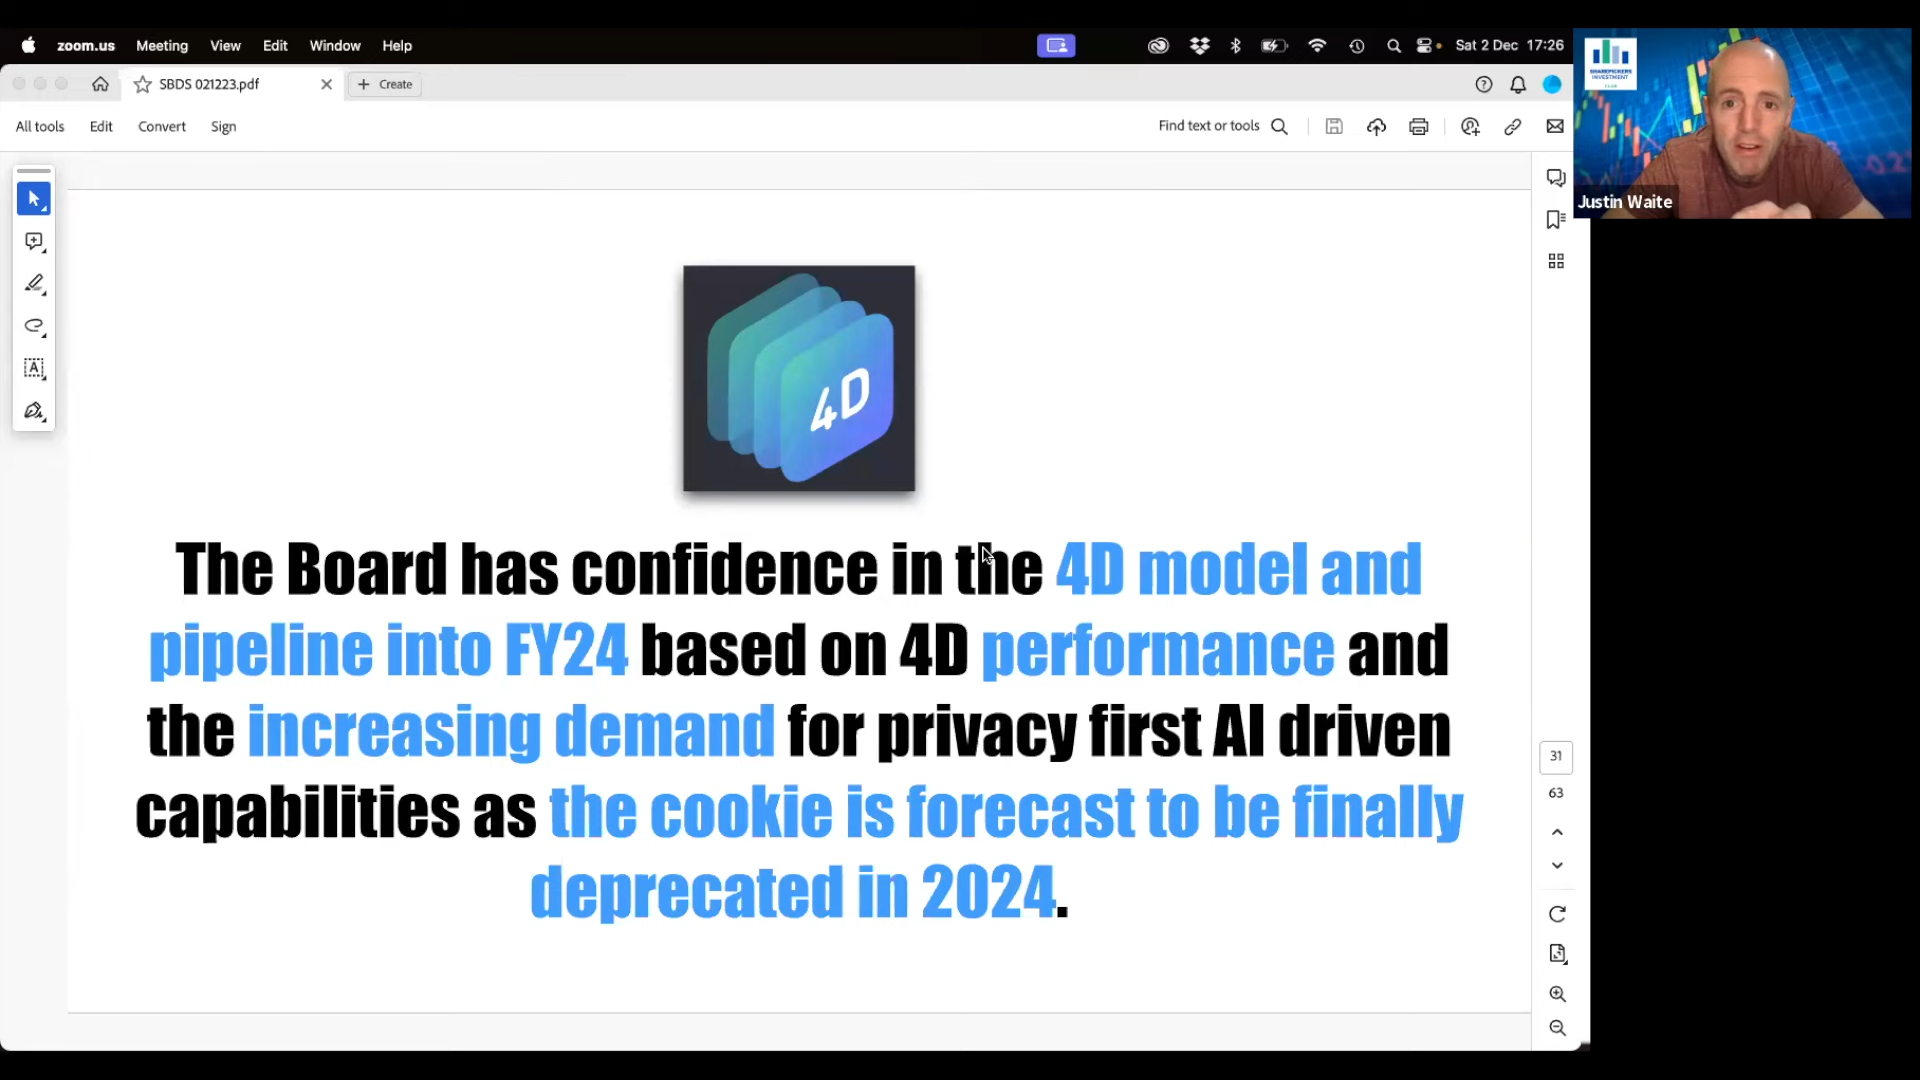 zoom.us Meeting View Edit Window Help
Sat 2 Dec 17:26
SBDS 021223.pdf
Create
All tools Edit Convert Sign
Find text or tools
SHAREPICKERS
INVESTMENT
CLUB
Justin Waite
4D
The Board has confidence in the 4D model and
pipeline into FY24 based on 4D performance and
the increasing demand for privacy first AI driven
capabilities as the cookie is forecast to be finally
deprecated in 2024.
31
63